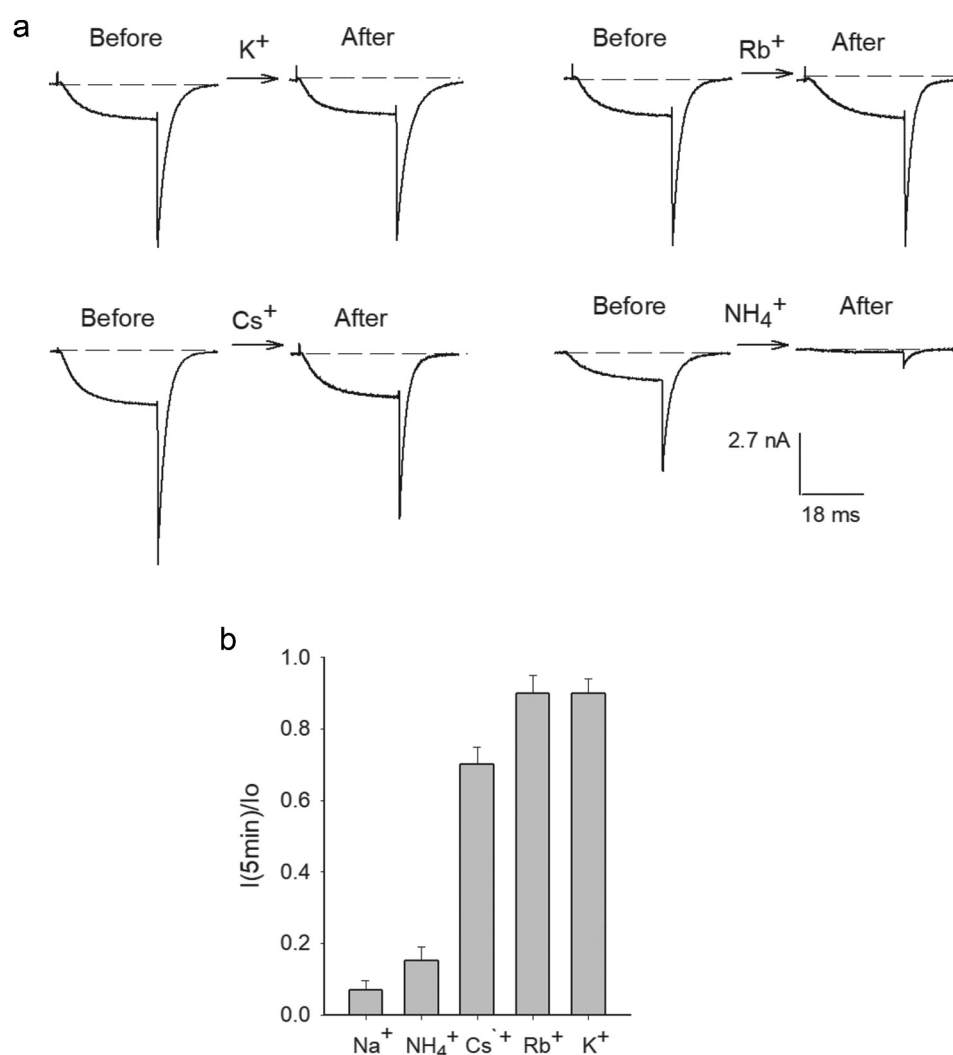 a
Before K⁺ After
Before Rb⁺ After
Before Cs⁺ After
Before NH₄⁺ After
2.7 nA
18 ms
b
I(5min)/Io
1.0
0.8
0.6
0.4
0.2
0.0
Na⁺ NH₄⁺ Cs`⁺ Rb⁺ K⁺